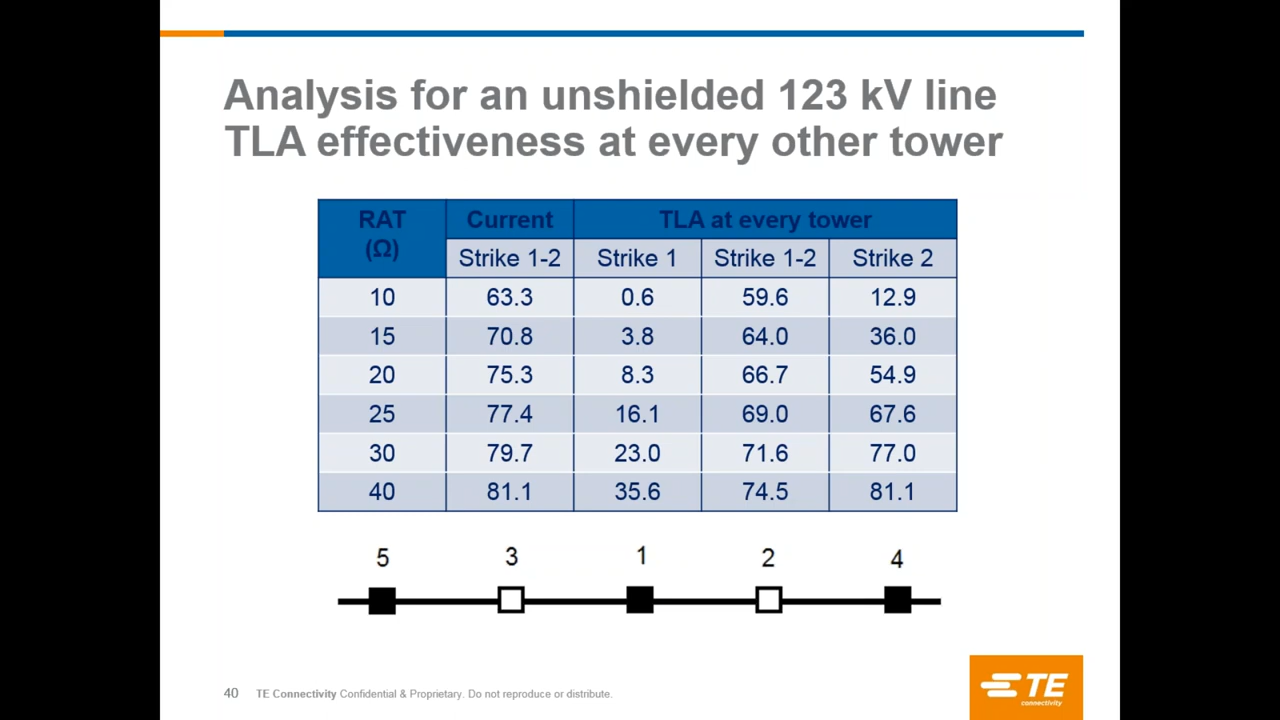 Analysis for an unshielded 123 kV line
TLA effectiveness at every other tower
RAT (Ω) Current TLA at every tower
Strike 1-2 Strike 1 Strike 1-2 Strike 2
10 63.3 0.6 59.6 12.9
15 70.8 3.8 64.0 36.0
20 75.3 8.3 66.7 54.9
25 77.4 16.1 69.0 67.6
30 79.7 23.0 71.6 77.0
40 81.1 35.6 74.5 81.1
5 3 1 2 4
40 TE Connectivity Confidential & Proprietary. Do not reproduce or distribute.
TE
connectivity